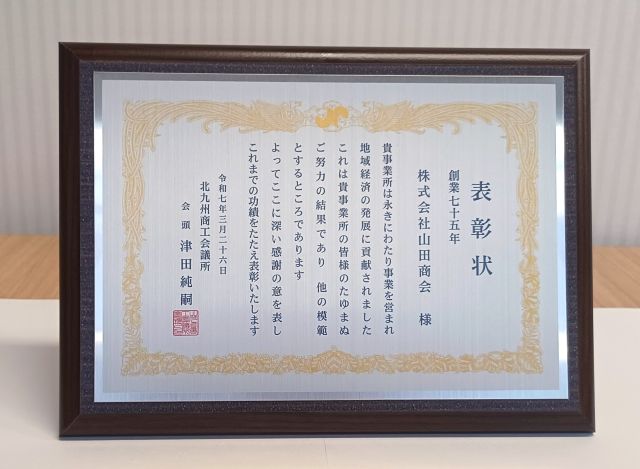 表彰状
創業七十五年
株式会社山田商会 様
貴事業所は永きにわたり事業を営まれ
地域経済の発展に貢献されました
これは貴事業所の皆様のたゆまぬ
ご努力の結果であり 他の模範
とするところであります
よってここに深い感謝の意を表し
これまでの功績をたたえ表彰いたします
令和七年三月二十六日
北九州商工会議所
会頭 津田純嗣